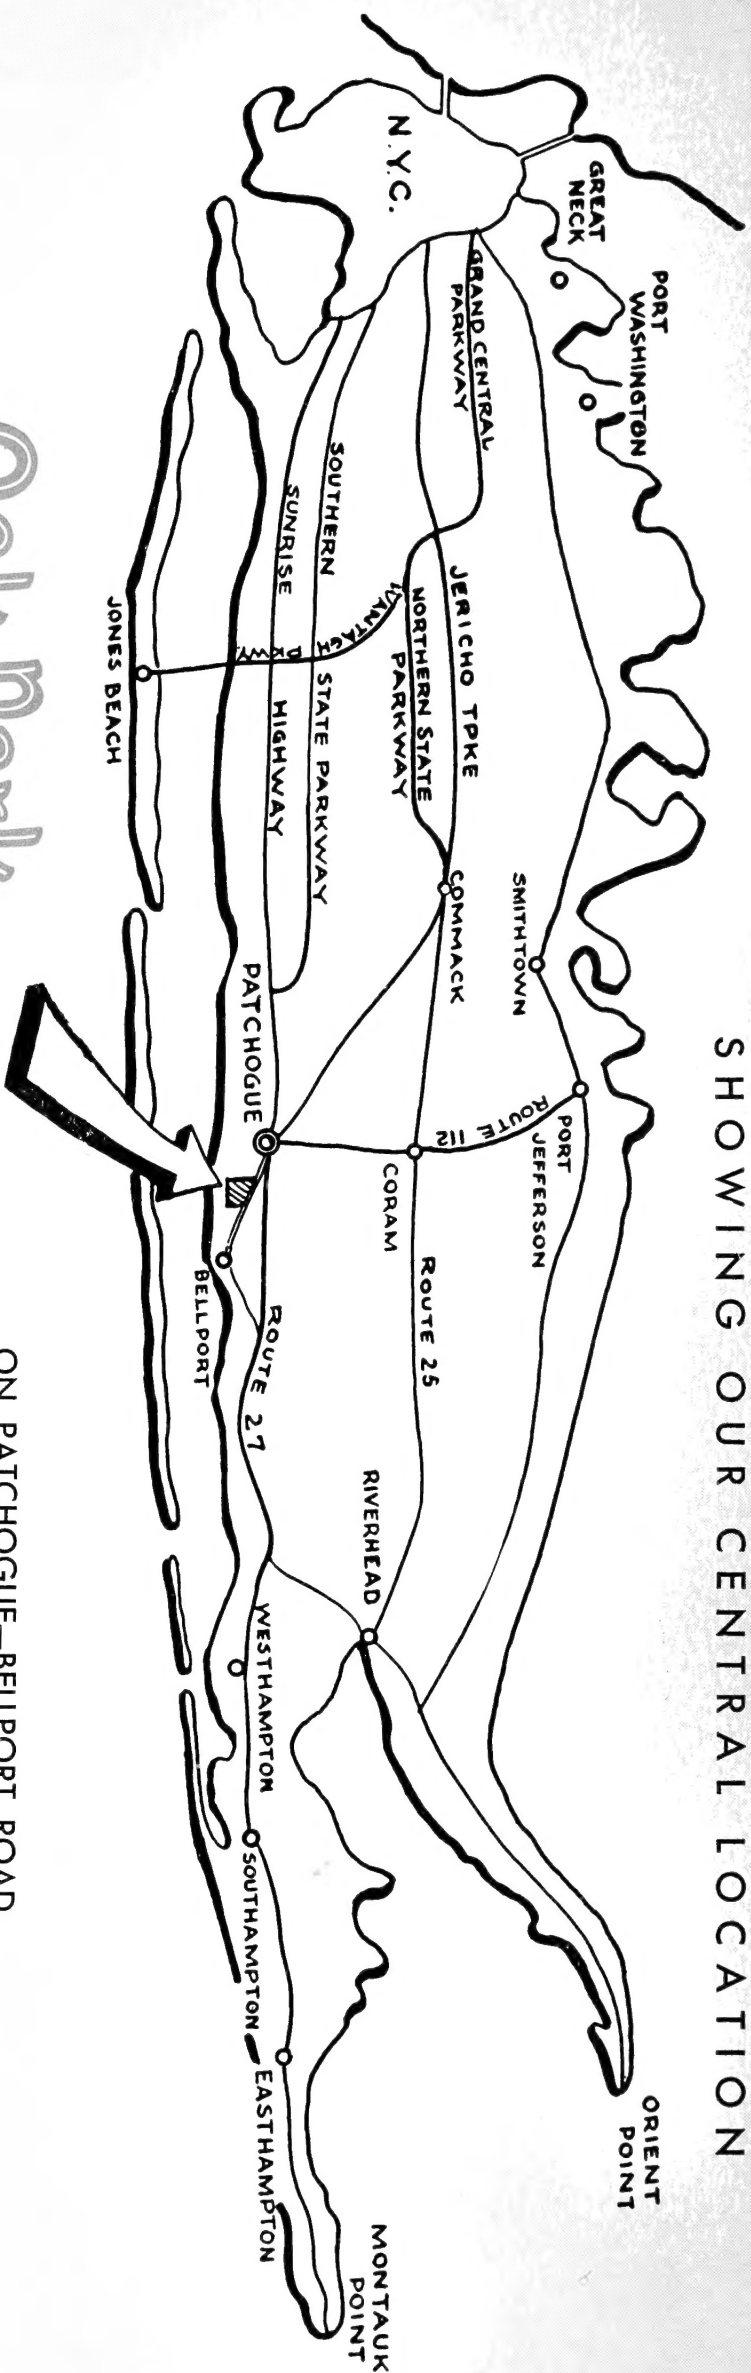 SHOWING OUR CENTRAL LOCATION
ORIENT
POINT
PORT
WASHINGTON
GREAT
NECK
N.Y.C.
GRAND CENTRAL
PARKWAY
SMITHTOWN
PORT
JEFFERSON
ROUTE 112
JERICHO TPKE
NORTHERN STATE
PARKWAY
COMMACK
CORAM
ROUTE 25
RIVERHEAD
MONTAUK
POINT
WANTAGH
PKWY
SOUTHERN STATE PARKWAY
SUNRISE HIGHWAY
PATCHOGUE
ROUTE 27
WESTHAMPTON
SOUTHAMPTON
EASTHAMPTON
BELLPORT
JONES BEACH
ON PATCHOGUE—BELLPORT ROAD